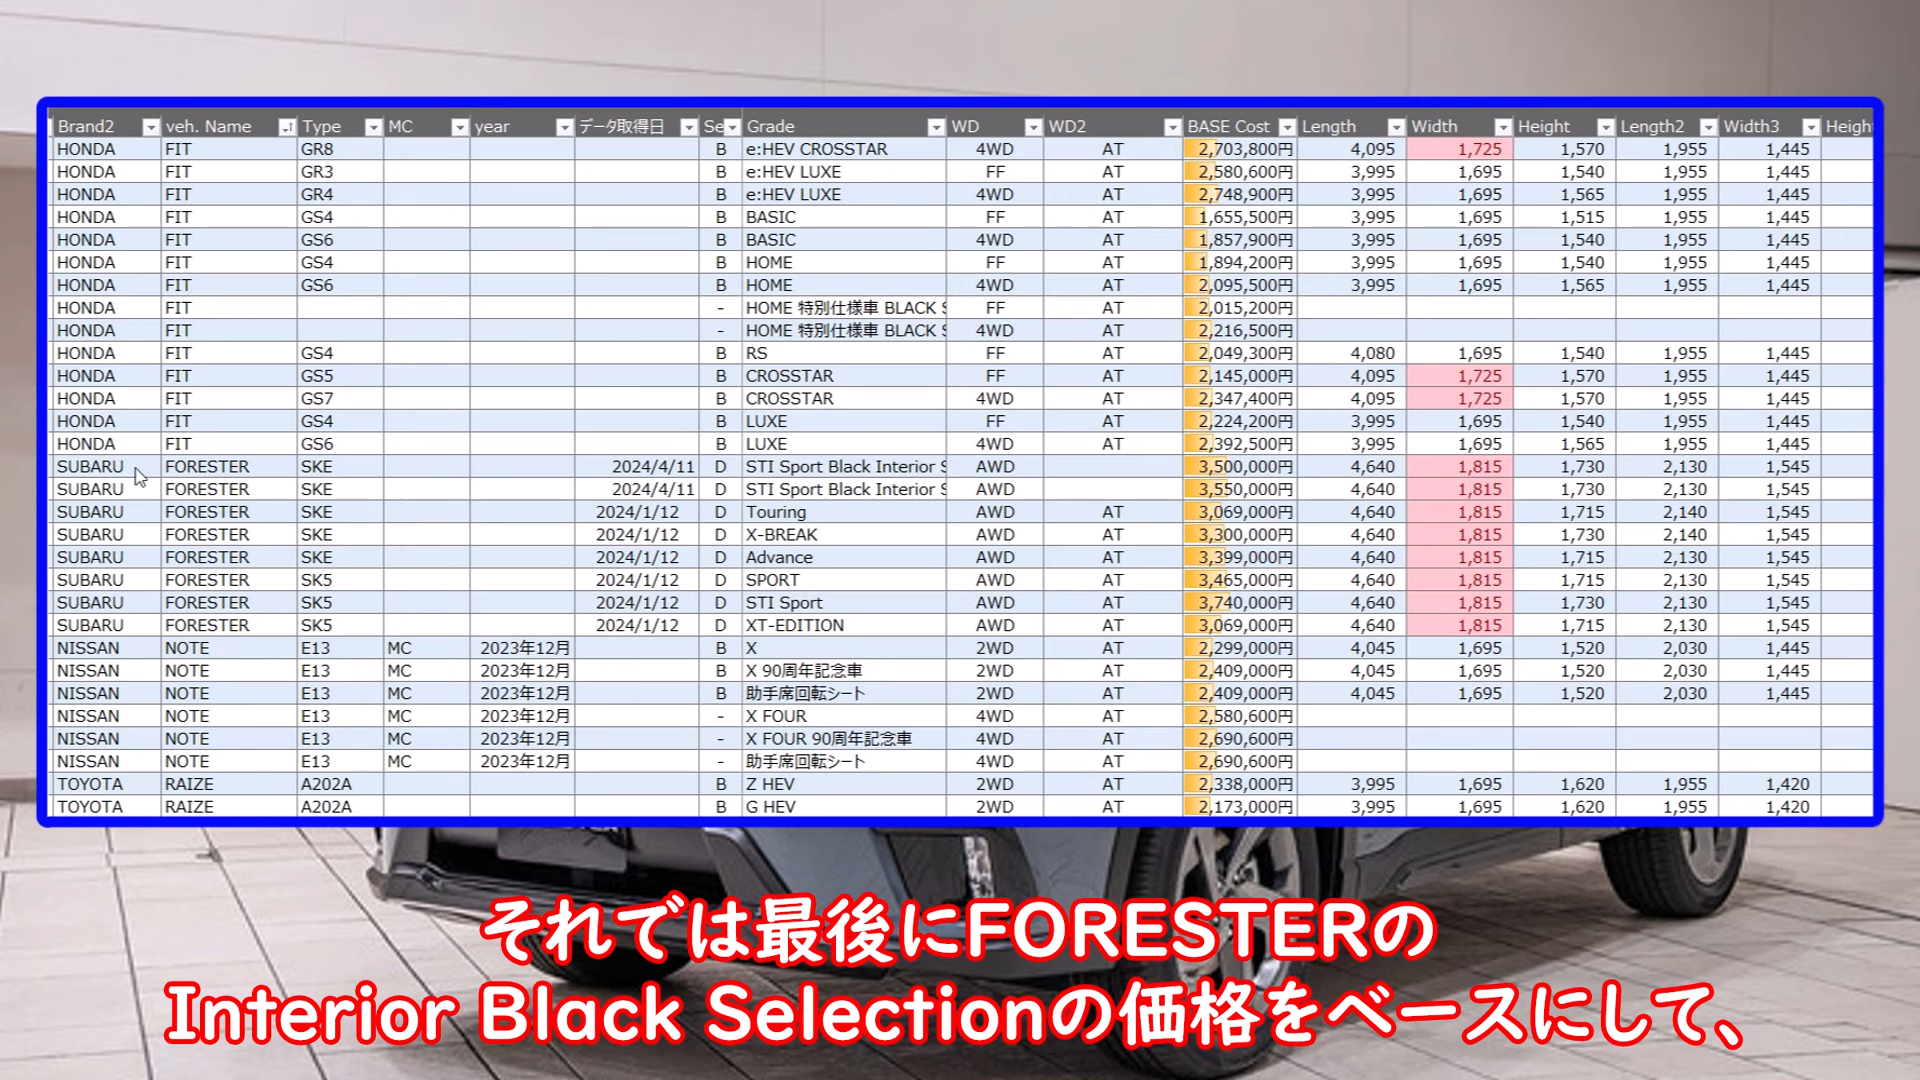 Brand2 veh. Name Type MC year データ取得日 Se Grade WD WD2 BASE Cost Length Width Height Length2 Width3 Heigh
HONDA FIT GR8 B e:HEV CROSSTAR 4WD AT 2,703,800円 4,095 1,725 1,570 1,955 1,445
HONDA FIT GR3 B e:HEV LUXE FF AT 2,580,600円 3,995 1,695 1,540 1,955 1,445
HONDA FIT GR4 B e:HEV LUXE 4WD AT 2,748,900円 3,995 1,695 1,565 1,955 1,445
HONDA FIT GS4 B BASIC FF AT 1,655,500円 3,995 1,695 1,515 1,955 1,445
HONDA FIT GS6 B BASIC 4WD AT 1,857,900円 3,995 1,695 1,540 1,955 1,445
HONDA FIT GS4 B HOME FF AT 1,894,200円 3,995 1,695 1,540 1,955 1,445
HONDA FIT GS6 B HOME 4WD AT 2,095,500円 3,995 1,695 1,565 1,955 1,445
HONDA FIT - HOME 特別仕様車 BLACK S FF AT 2,015,200円
HONDA FIT - HOME 特別仕様車 BLACK S 4WD AT 2,216,500円
HONDA FIT GS4 B RS FF AT 2,049,300円 4,080 1,695 1,540 1,955 1,445
HONDA FIT GS5 B CROSSTAR FF AT 2,145,000円 4,095 1,725 1,570 1,955 1,445
HONDA FIT GS7 B CROSSTAR 4WD AT 2,347,400円 4,095 1,725 1,570 1,955 1,445
HONDA FIT GS4 B LUXE FF AT 2,224,200円 3,995 1,695 1,540 1,955 1,445
HONDA FIT GS6 B LUXE 4WD AT 2,392,500円 3,995 1,695 1,565 1,955 1,445
SUBARU FORESTER SKE 2024/4/11 D STI Sport Black Interior S AWD 3,500,000円 4,640 1,815 1,730 2,130 1,545
SUBARU FORESTER SKE 2024/4/11 D STI Sport Black Interior S AWD 3,550,000円 4,640 1,815 1,730 2,130 1,545
SUBARU FORESTER SKE 2024/1/12 D Touring AWD AT 3,069,000円 4,640 1,815 1,715 2,140 1,545
SUBARU FORESTER SKE 2024/1/12 D X-BREAK AWD AT 3,300,000円 4,640 1,815 1,730 2,140 1,545
SUBARU FORESTER SKE 2024/1/12 D Advance AWD AT 3,399,000円 4,640 1,815 1,715 2,130 1,545
SUBARU FORESTER SK5 2024/1/12 D SPORT AWD AT 3,465,000円 4,640 1,815 1,715 2,130 1,545
SUBARU FORESTER SK5 2024/1/12 D STI Sport AWD AT 3,740,000円 4,640 1,815 1,730 2,130 1,545
SUBARU FORESTER SK5 2024/1/12 D XT-EDITION AWD AT 3,069,000円 4,640 1,815 1,715 2,130 1,545
NISSAN NOTE E13 MC 2023年12月 B X 2WD AT 2,299,000円 4,045 1,695 1,520 2,030 1,445
NISSAN NOTE E13 MC 2023年12月 B X 90周年記念車 2WD AT 2,409,000円 4,045 1,695 1,520 2,030 1,445
NISSAN NOTE E13 MC 2023年12月 B 助手席回転シート 2WD AT 2,409,000円 4,045 1,695 1,520 2,030 1,445
NISSAN NOTE E13 MC 2023年12月 - X FOUR 4WD AT 2,580,600円
NISSAN NOTE E13 MC 2023年12月 - X FOUR 90周年記念車 4WD AT 2,690,600円
NISSAN NOTE E13 MC 2023年12月 - 助手席回転シート 4WD AT 2,690,600円
TOYOTA RAIZE A202A B Z HEV 2WD AT 2,338,000円 3,995 1,695 1,620 1,955 1,420
TOYOTA RAIZE A202A B G HEV 2WD AT 2,173,000円 3,995 1,695 1,620 1,955 1,420
それでは最後にFORESTERの
Interior Black Selectionの価格をベースにして、